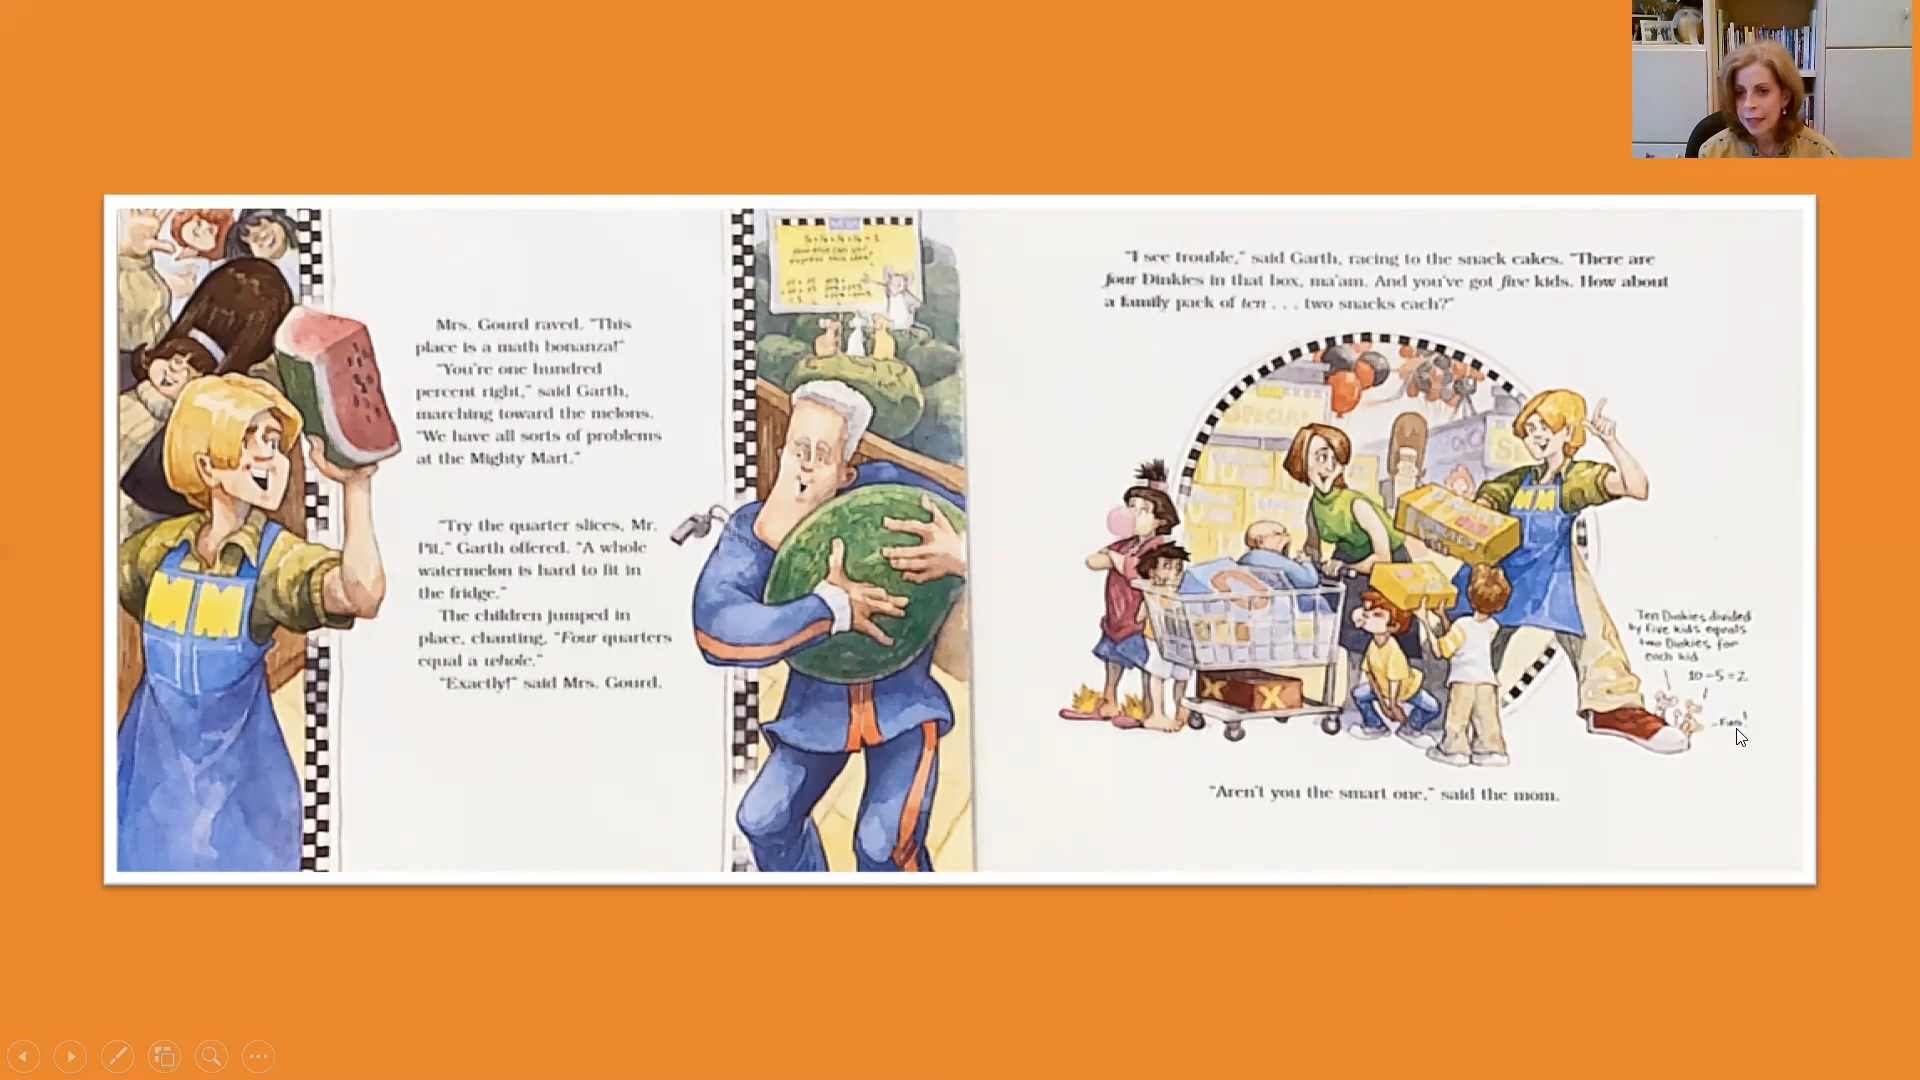 Mrs. Gourd raved. "This
place is a math bonanza!"
"You're one hundred
percent right," said Garth,
marching toward the melons.
"We have all sorts of problems
at the Mighty Mart."
"Try the quarter slices, Mr.
Pit," Garth offered. "A whole
watermelon is hard to fit in
the fridge."
The children jumped in
place, chanting, "Four quarters
equal a whole."
"Exactly!" said Mrs. Gourd.
MM
"I see trouble," said Garth, racing to the snack cakes. "There are
four Dinkies in that box, ma'am. And you've got five kids. How about
a family pack of ten . . . two snacks each?"
SPECIAL
MM
X X
Ten Dinkies divided
by five kids equals
two Dinkies for
each kid
10÷5=2
Fun!
"Aren't you the smart one," said the mom.